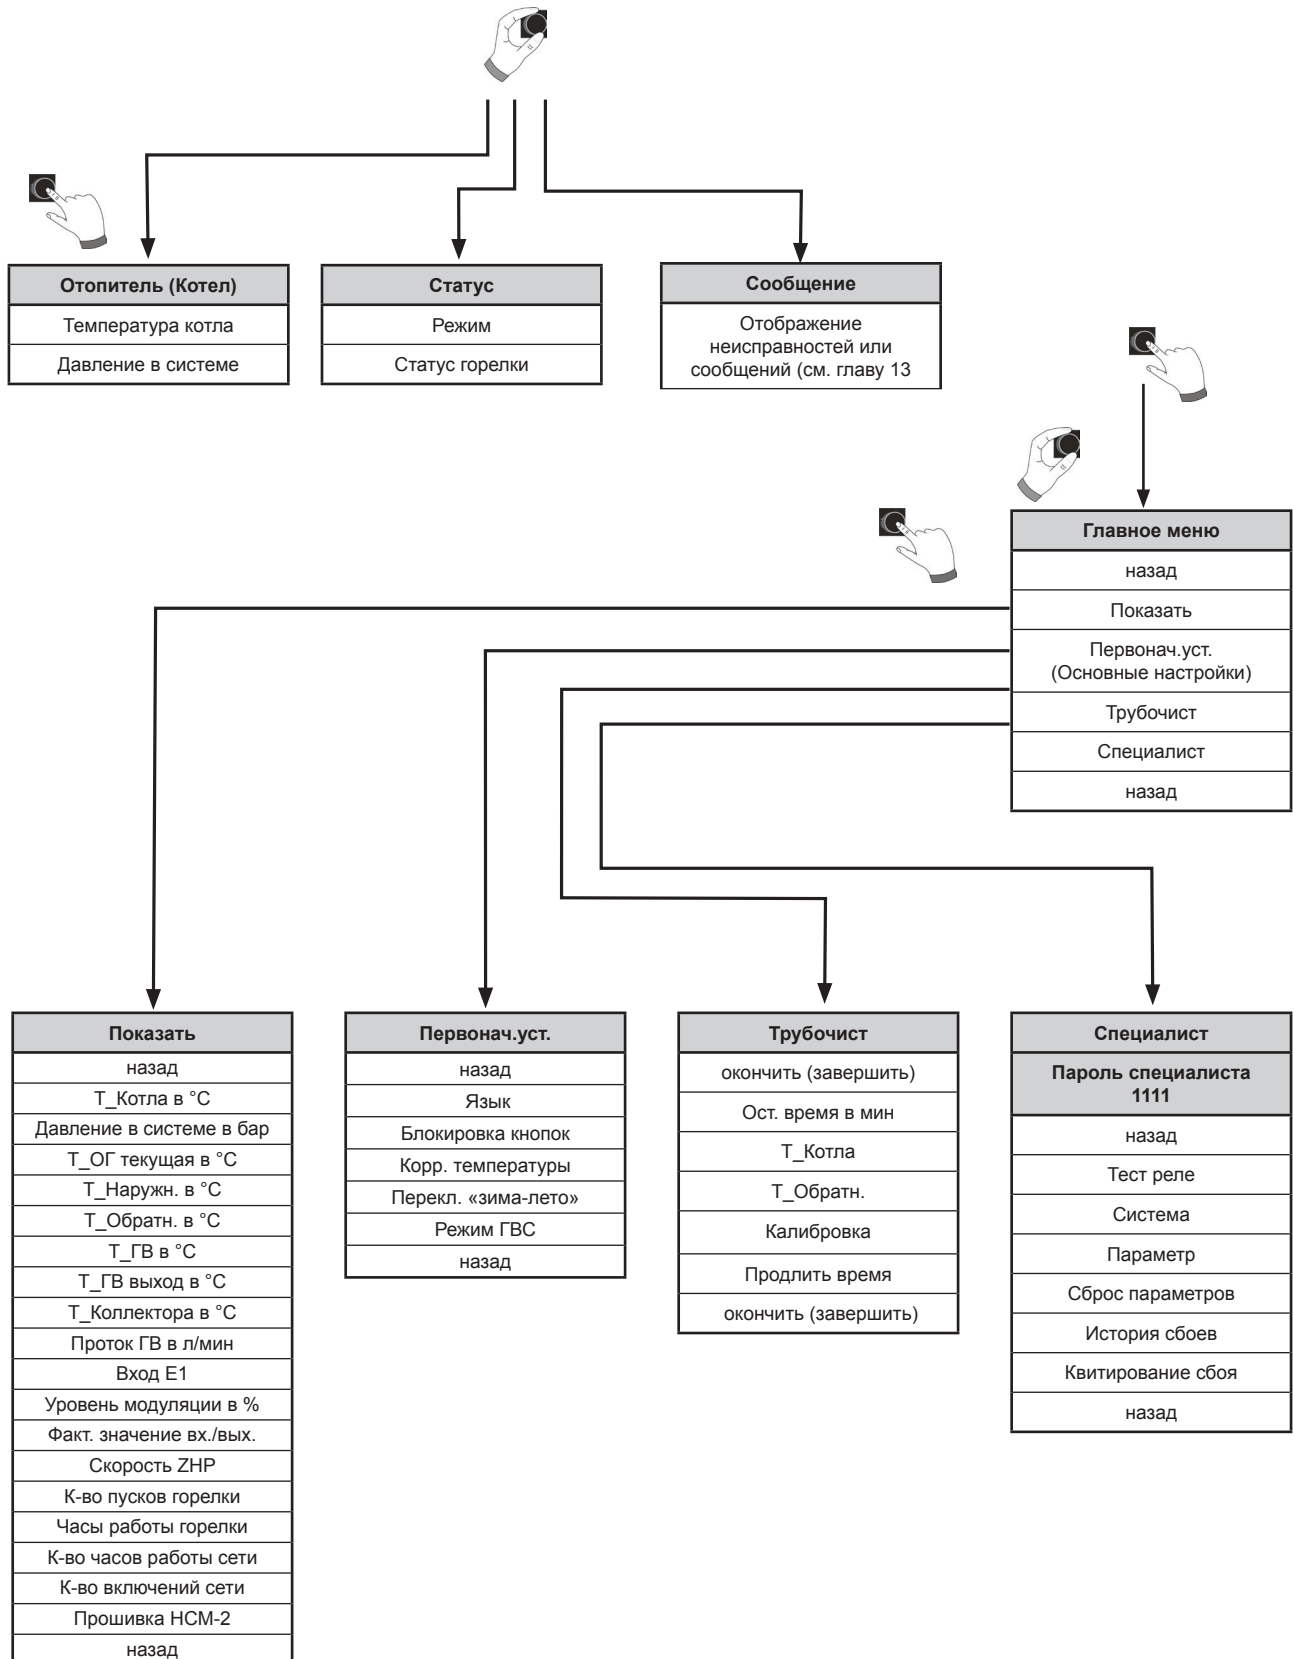 Отопитель (Котел)
Температура котла
Давление в системе
Статус
Режим
Статус горелки
Сообщение
Отображение
неисправностей или
сообщений (см. главу 13
Главное меню
назад
Показать
Первонач.уст.
(Основные настройки)
Трубочист
Специалист
назад
Показать
назад
Т_Котла в °C
Давление в системе в бар
Т_ОГ текущая в °C
Т_Наружн. в °C
Т_Обратн. в °C
Т_ГВ в °C
Т_ГВ выход в °C
Т_Коллектора в °C
Проток ГВ в л/мин
Вход E1
Уровень модуляции в %
Факт. значение вх./вых.
Скорость ZHP
К-во пусков горелки
Часы работы горелки
К-во часов работы сети
К-во включений сети
Прошивка HCM-2
назад
Первонач.уст.
назад
Язык
Блокировка кнопок
Корр. температуры
Перекл. «зима-лето»
Режим ГВС
назад
Трубочист
окончить (завершить)
Ост. время в мин
Т_Котла
Т_Обратн.
Калибровка
Продлить время
окончить (завершить)
Специалист
Пароль специалиста
1111
назад
Тест реле
Система
Параметр
Сброс параметров
История сбоев
Квитирование сбоя
назад